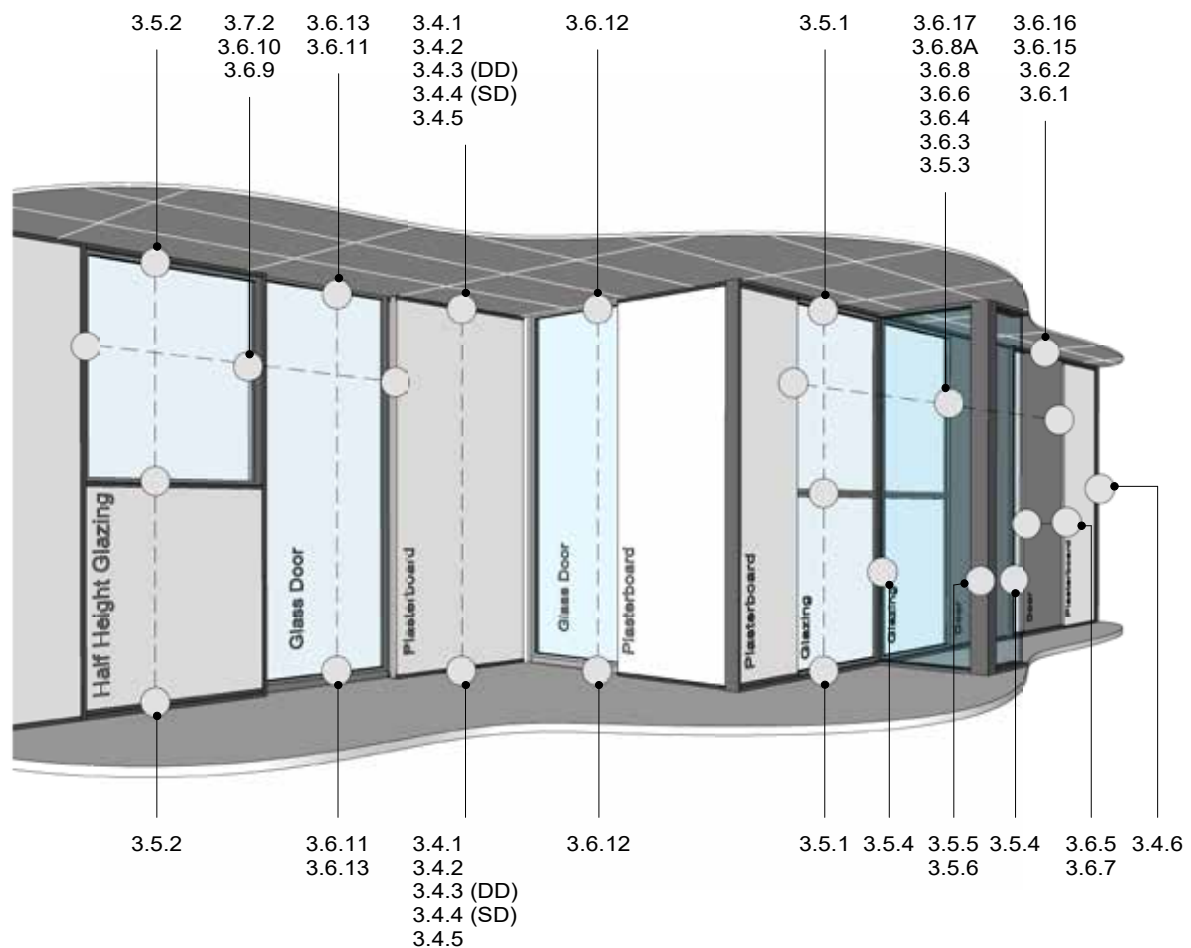 3.5.2
3.7.2
3.6.10
3.6.9
3.6.13
3.6.11
3.4.1
3.4.2
3.4.3 (DD)
3.4.4 (SD)
3.4.5
3.6.12
3.5.1
3.6.17
3.6.8A
3.6.8
3.6.6
3.6.4
3.6.3
3.5.3
3.6.16
3.6.15
3.6.2
3.6.1
Half Height Glazing
Glass Door
Plasterboard
Glass Door
Plasterboard
Plasterboard
Glazing
Glazing
Door
Door
Plasterboard
3.5.2
3.6.11
3.6.13
3.4.1
3.4.2
3.4.3 (DD)
3.4.4 (SD)
3.4.5
3.6.12
3.5.1
3.5.4
3.5.5
3.5.6
3.5.4
3.6.5
3.6.7
3.4.6